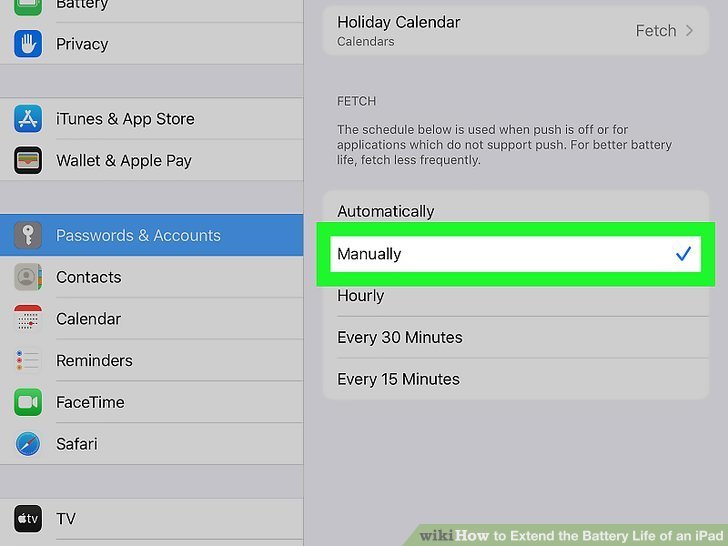 Battery
Privacy
iTunes & App Store
Wallet & Apple Pay
Passwords & Accounts
Contacts
Calendar
Reminders
FaceTime
Safari
tv
TV
Holiday Calendar
Calendars
Fetch
FETCH
The schedule below is used when push is off or for
applications which do not support push. For better battery
life, fetch less frequently.
Automatically
Manually
Hourly
Every 30 Minutes
Every 15 Minutes
wikiHow to Extend the Battery Life of an iPad